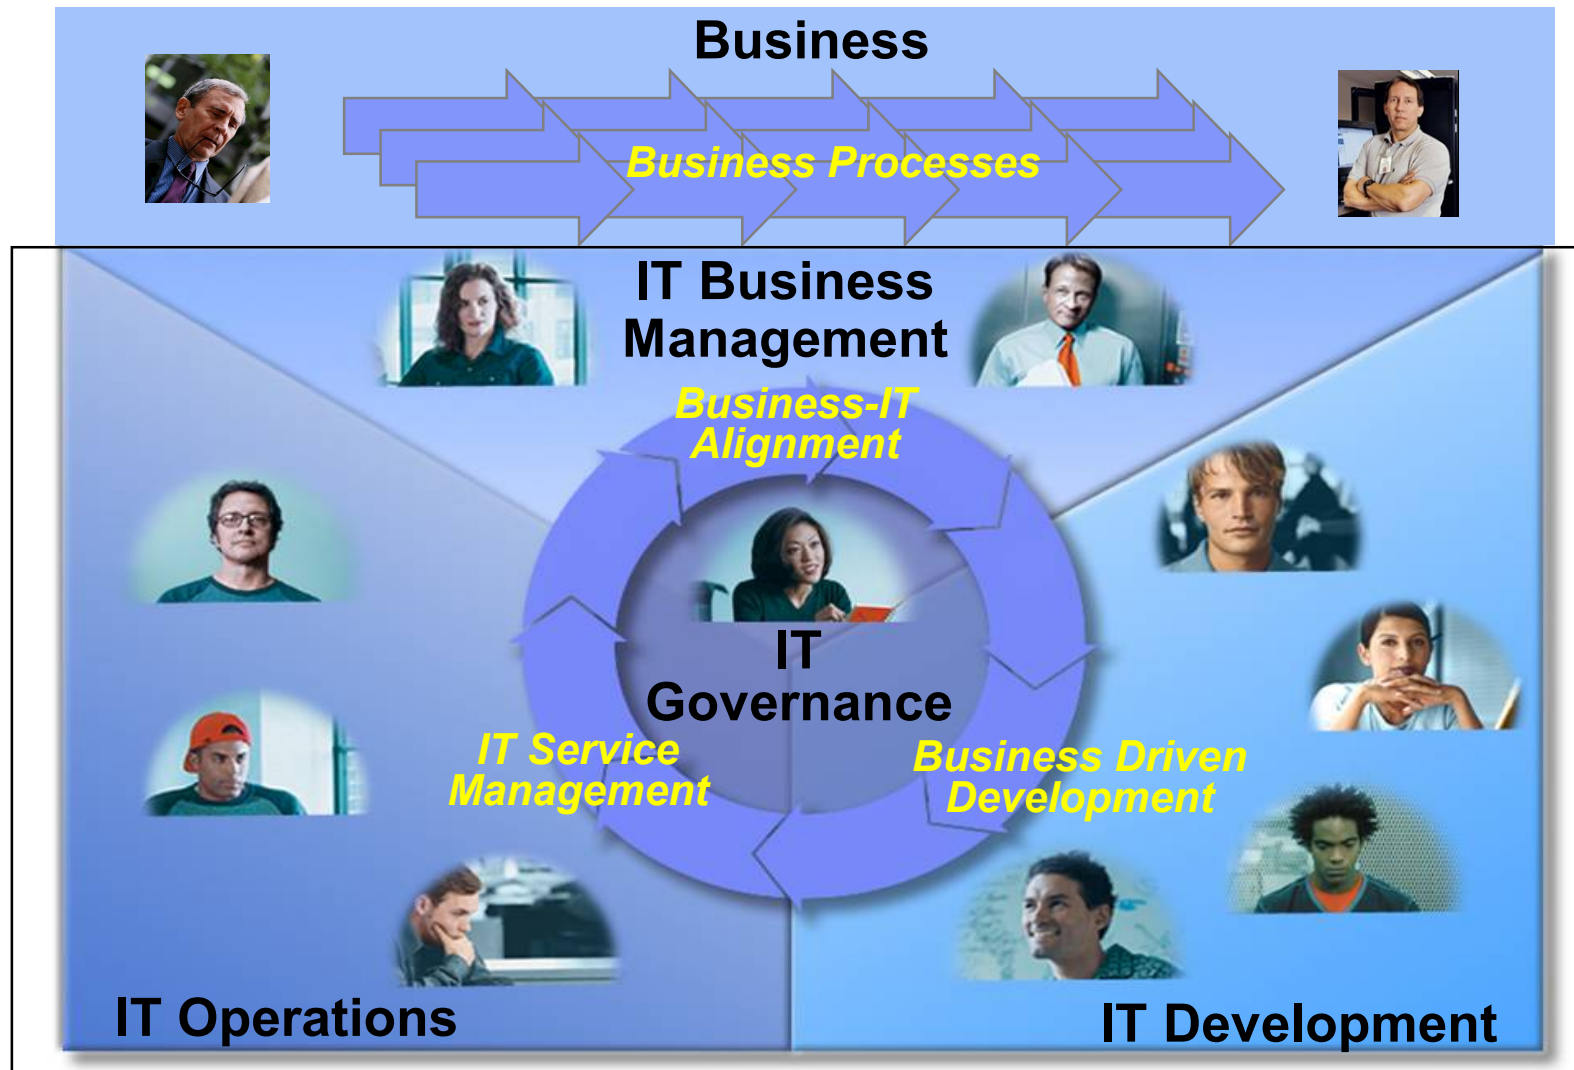 Business
Business Processes
IT Business
Management
Business-IT
Alignment
IT
Governance
IT Service
Management
Business Driven
Development
IT Operations
IT Development